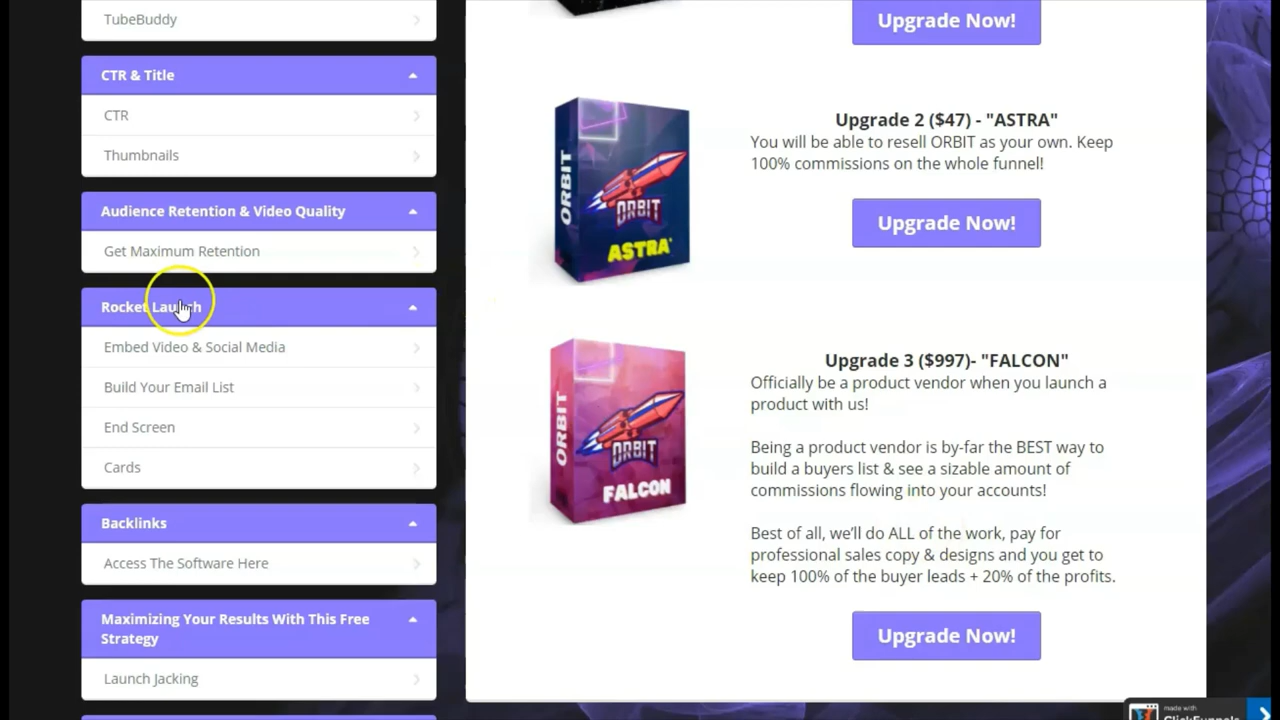 TubeBuddy
CTR & Title
CTR
Thumbnails
Audience Retention & Video Quality
Get Maximum Retention
Rocket Launch
Embed Video & Social Media
Build Your Email List
End Screen
Cards
Backlinks
Access The Software Here
Maximizing Your Results With This Free
Strategy
Launch Jacking
Upgrade Now!
ORBIT
ORBIT
ASTRA
Upgrade 2 ($47) - "ASTRA"
You will be able to resell ORBIT as your own. Keep
100% commissions on the whole funnel!
Upgrade Now!
ORBIT
ORBIT
FALCON
Upgrade 3 ($997)- "FALCON"
Officially be a product vendor when you launch a
product with us!
Being a product vendor is by-far the BEST way to
build a buyers list & see a sizable amount of
commissions flowing into your accounts!
Best of all, we'll do ALL of the work, pay for
professional sales copy & designs and you get to
keep 100% of the buyer leads + 20% of the profits.
Upgrade Now!
made with
ClickFunnels